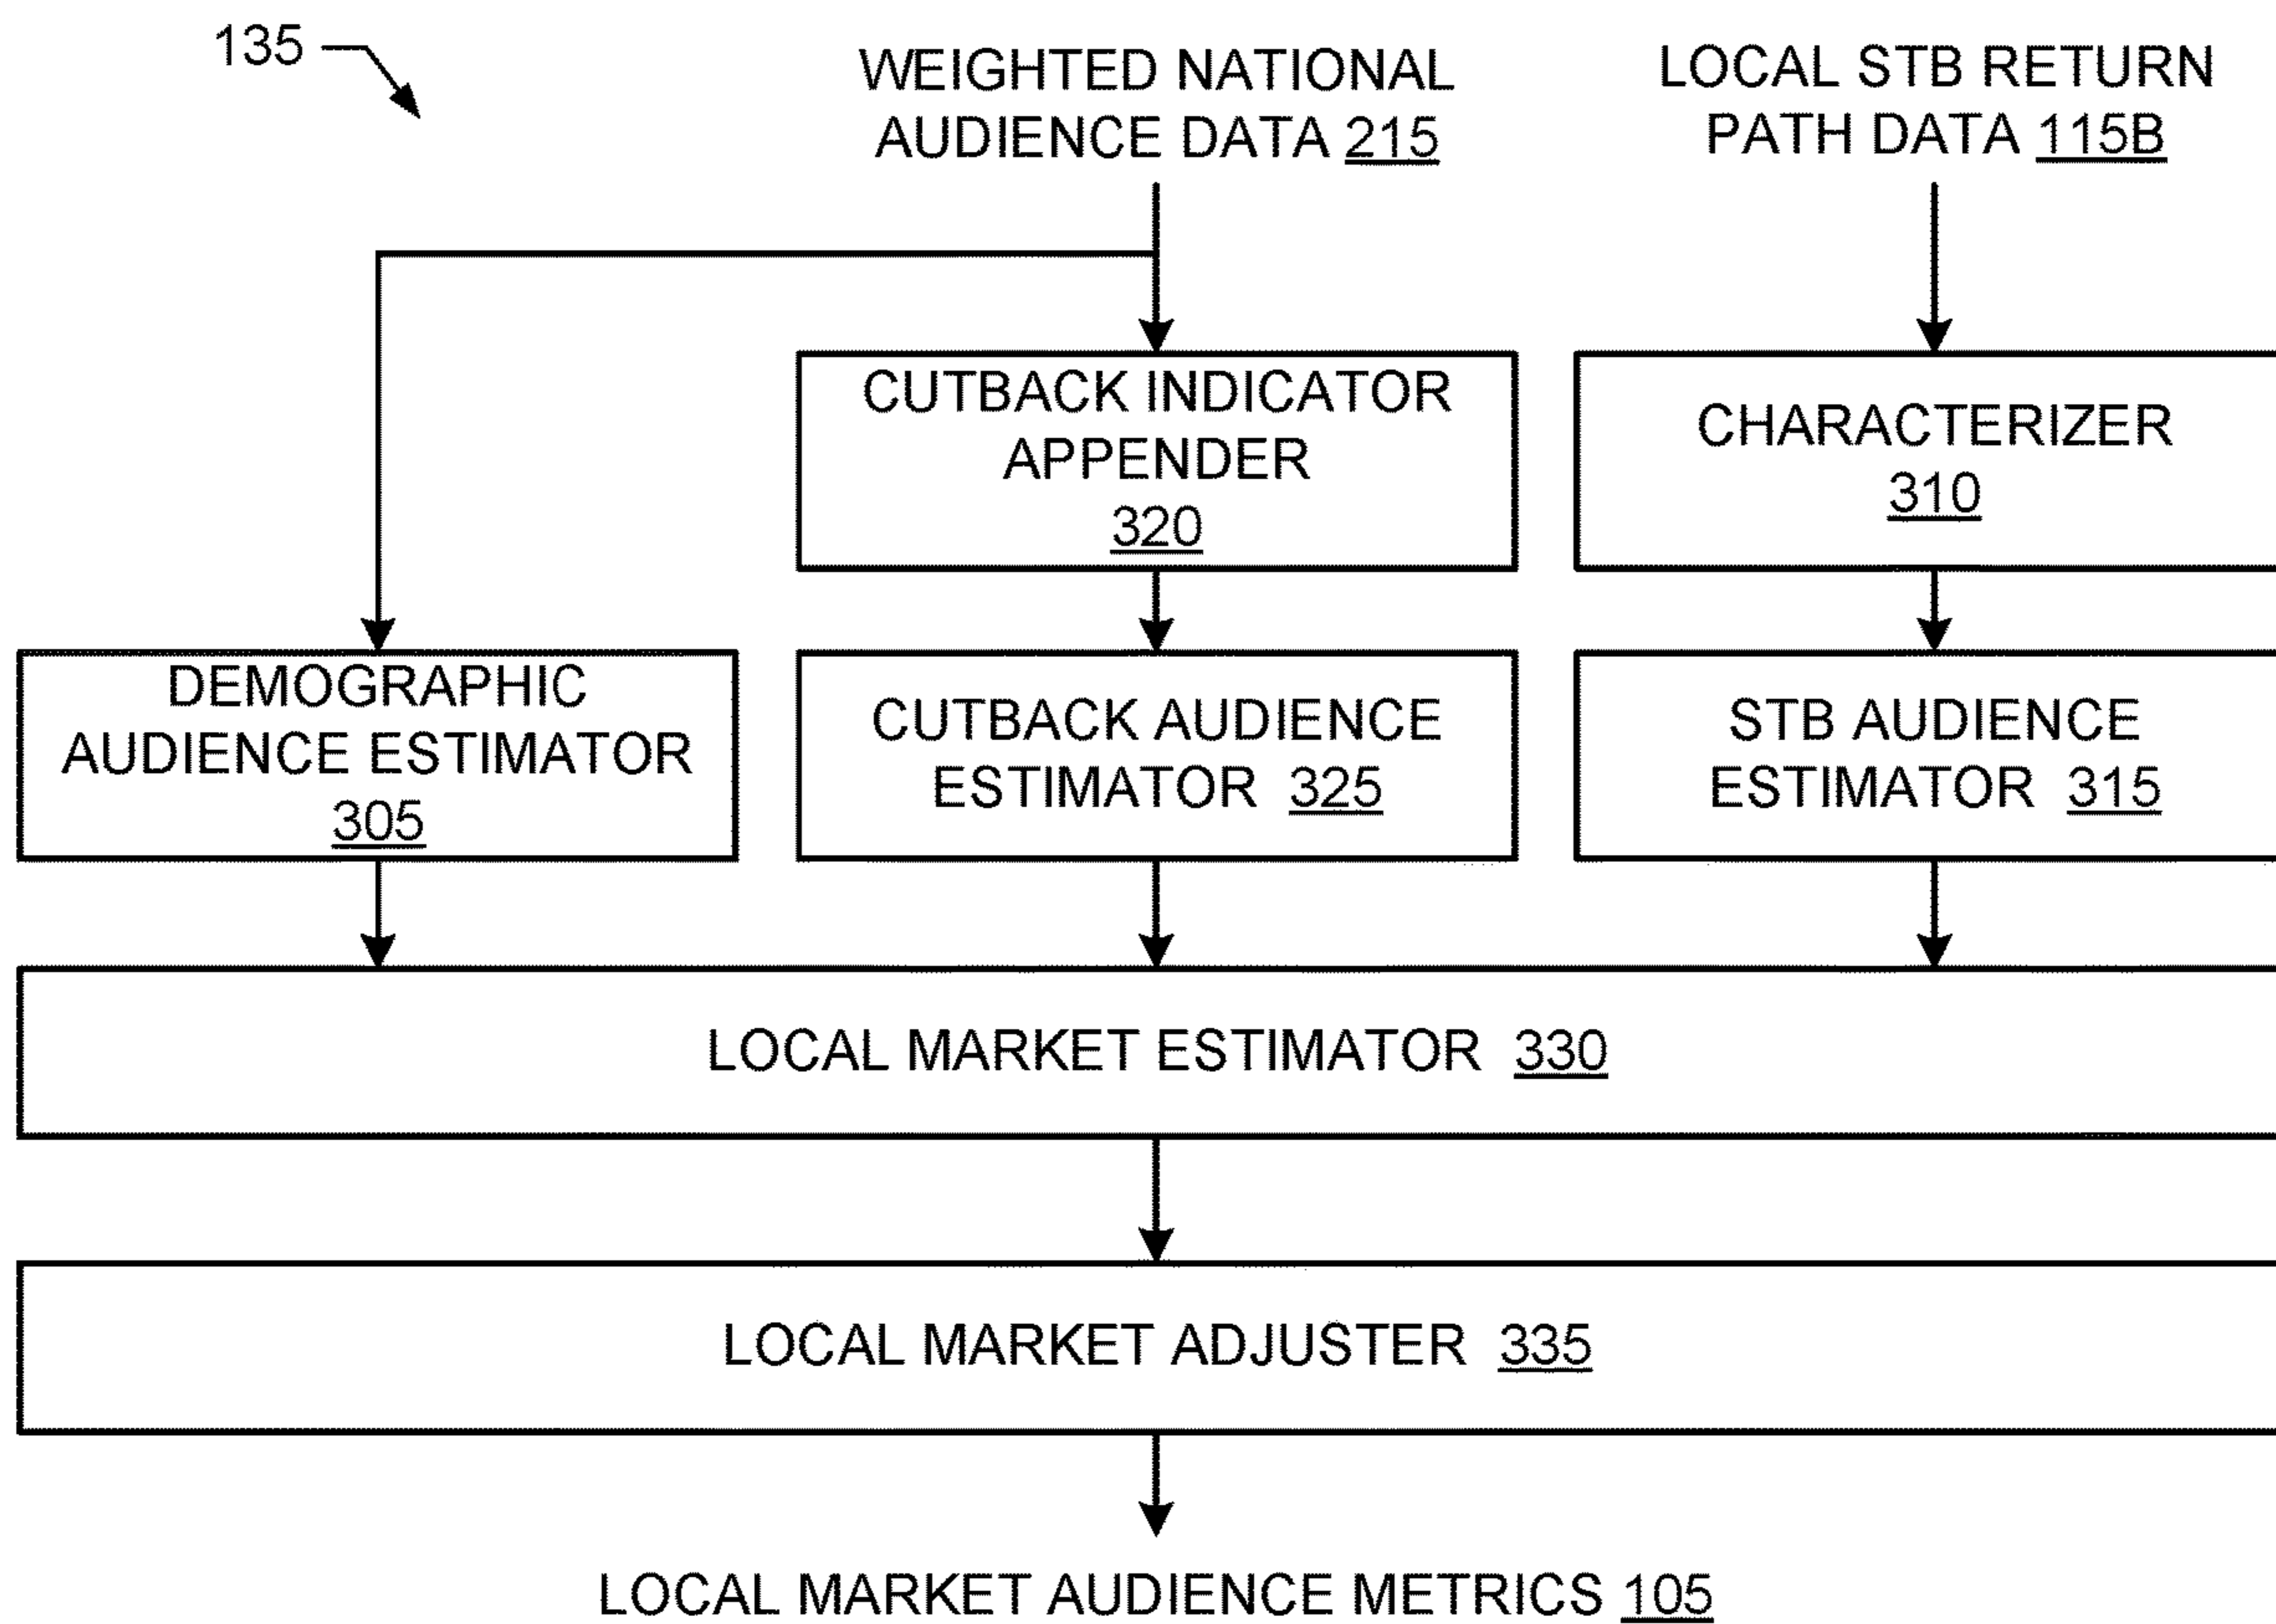 135
WEIGHTED NATIONAL
AUDIENCE DATA 215
LOCAL STB RETURN
PATH DATA 115B
CUTBACK INDICATOR
APPENDER
320
CHARACTERIZER
310
DEMOGRAPHIC
AUDIENCE ESTIMATOR
305
CUTBACK AUDIENCE
ESTIMATOR 325
STB AUDIENCE
ESTIMATOR 315
LOCAL MARKET ESTIMATOR 330
LOCAL MARKET ADJUSTER 335
LOCAL MARKET AUDIENCE METRICS 105